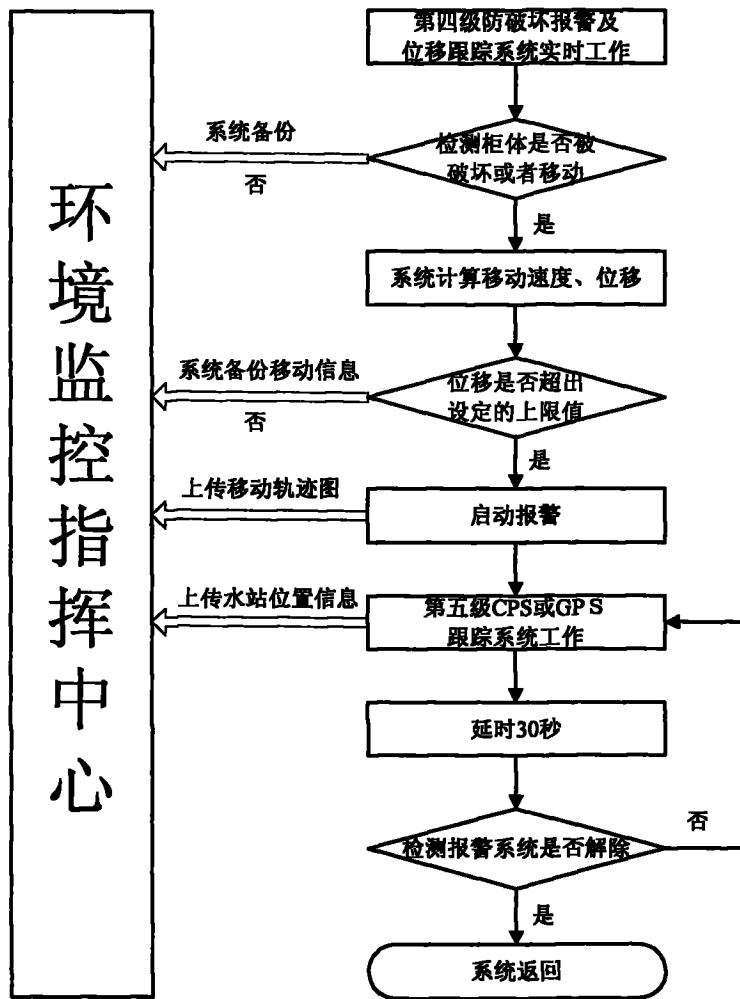 第四级防破坏报警及
位移跟踪系统实时工作
系统备份
否
检测柜体是否被
破坏或者移动
是
系统计算移动速度、位移
系统备份移动信息
否
位移是否超出
设定的上限值
是
上传移动轨迹图
启动报警
上传水站位置信息
第五级CPS或GPS
跟踪系统工作
延时30秒
检测报警系统是否解除
否
是
系统返回
环境监控指挥中心